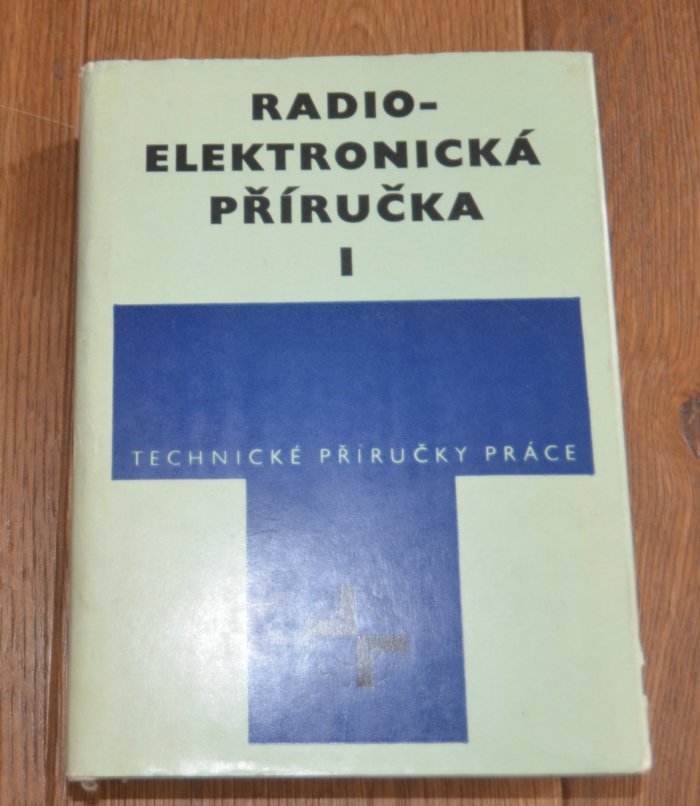 RADIO-
ELEKTRONICKÁ
PŘÍRUČKA
I
TECHNICKÉ PŘÍRUČKY PRÁCE